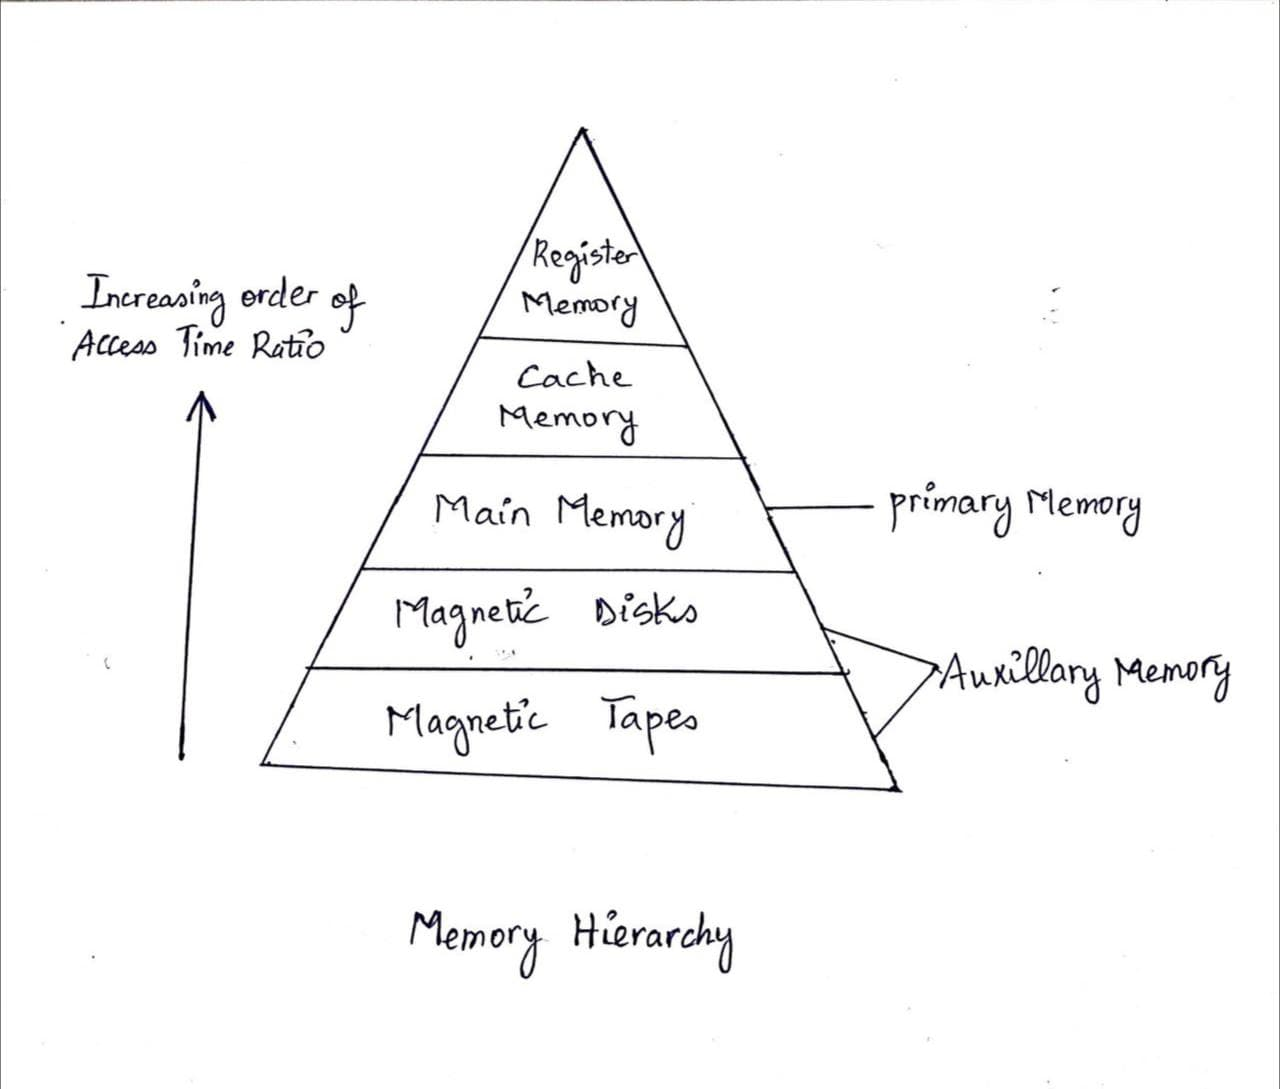 Register
Memory
Increasing order of
Access Time Ratio
Cache
Memory
Main Memory
primary Memory
Magnetic Disks
Auxillary Memory
Magnetic Tapes
Memory Hierarchy